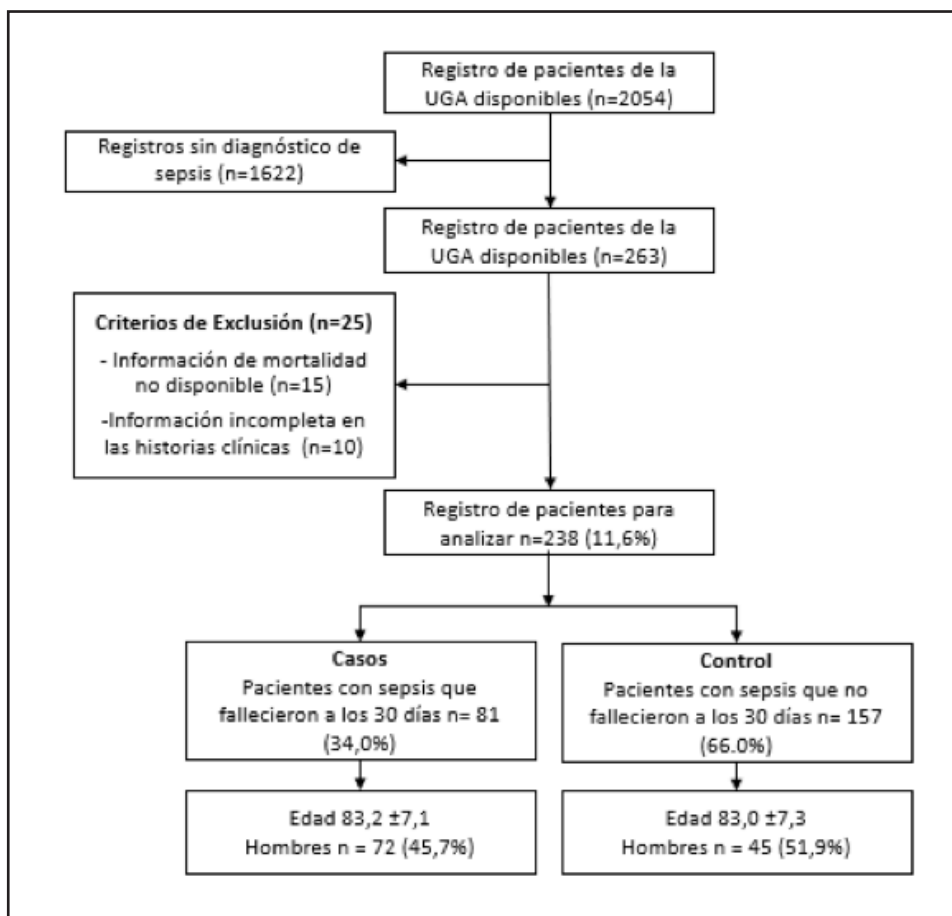 Registro de pacientes de la
UGA disponibles (n=2054)
Registros sin diagnóstico de
sepsis (n=1622)
Registro de pacientes de la
UGA disponibles (n=263)
Criterios de Exclusión (n=25)
- Información de mortalidad
no disponible (n=15)
-Información incompleta en
las historias clínicas (n=10)
Registro de pacientes para
analizar n=238 (11,6%)
Casos
Pacientes con sepsis que
fallecieron a los 30 días n= 81
(34,0%)
Control
Pacientes con sepsis que no
fallecieron a los 30 días n= 157
(66.0%)
Edad 83,2 ±7,1
Hombres n = 72 (45,7%)
Edad 83,0 ±7,3
Hombres n = 45 (51,9%)